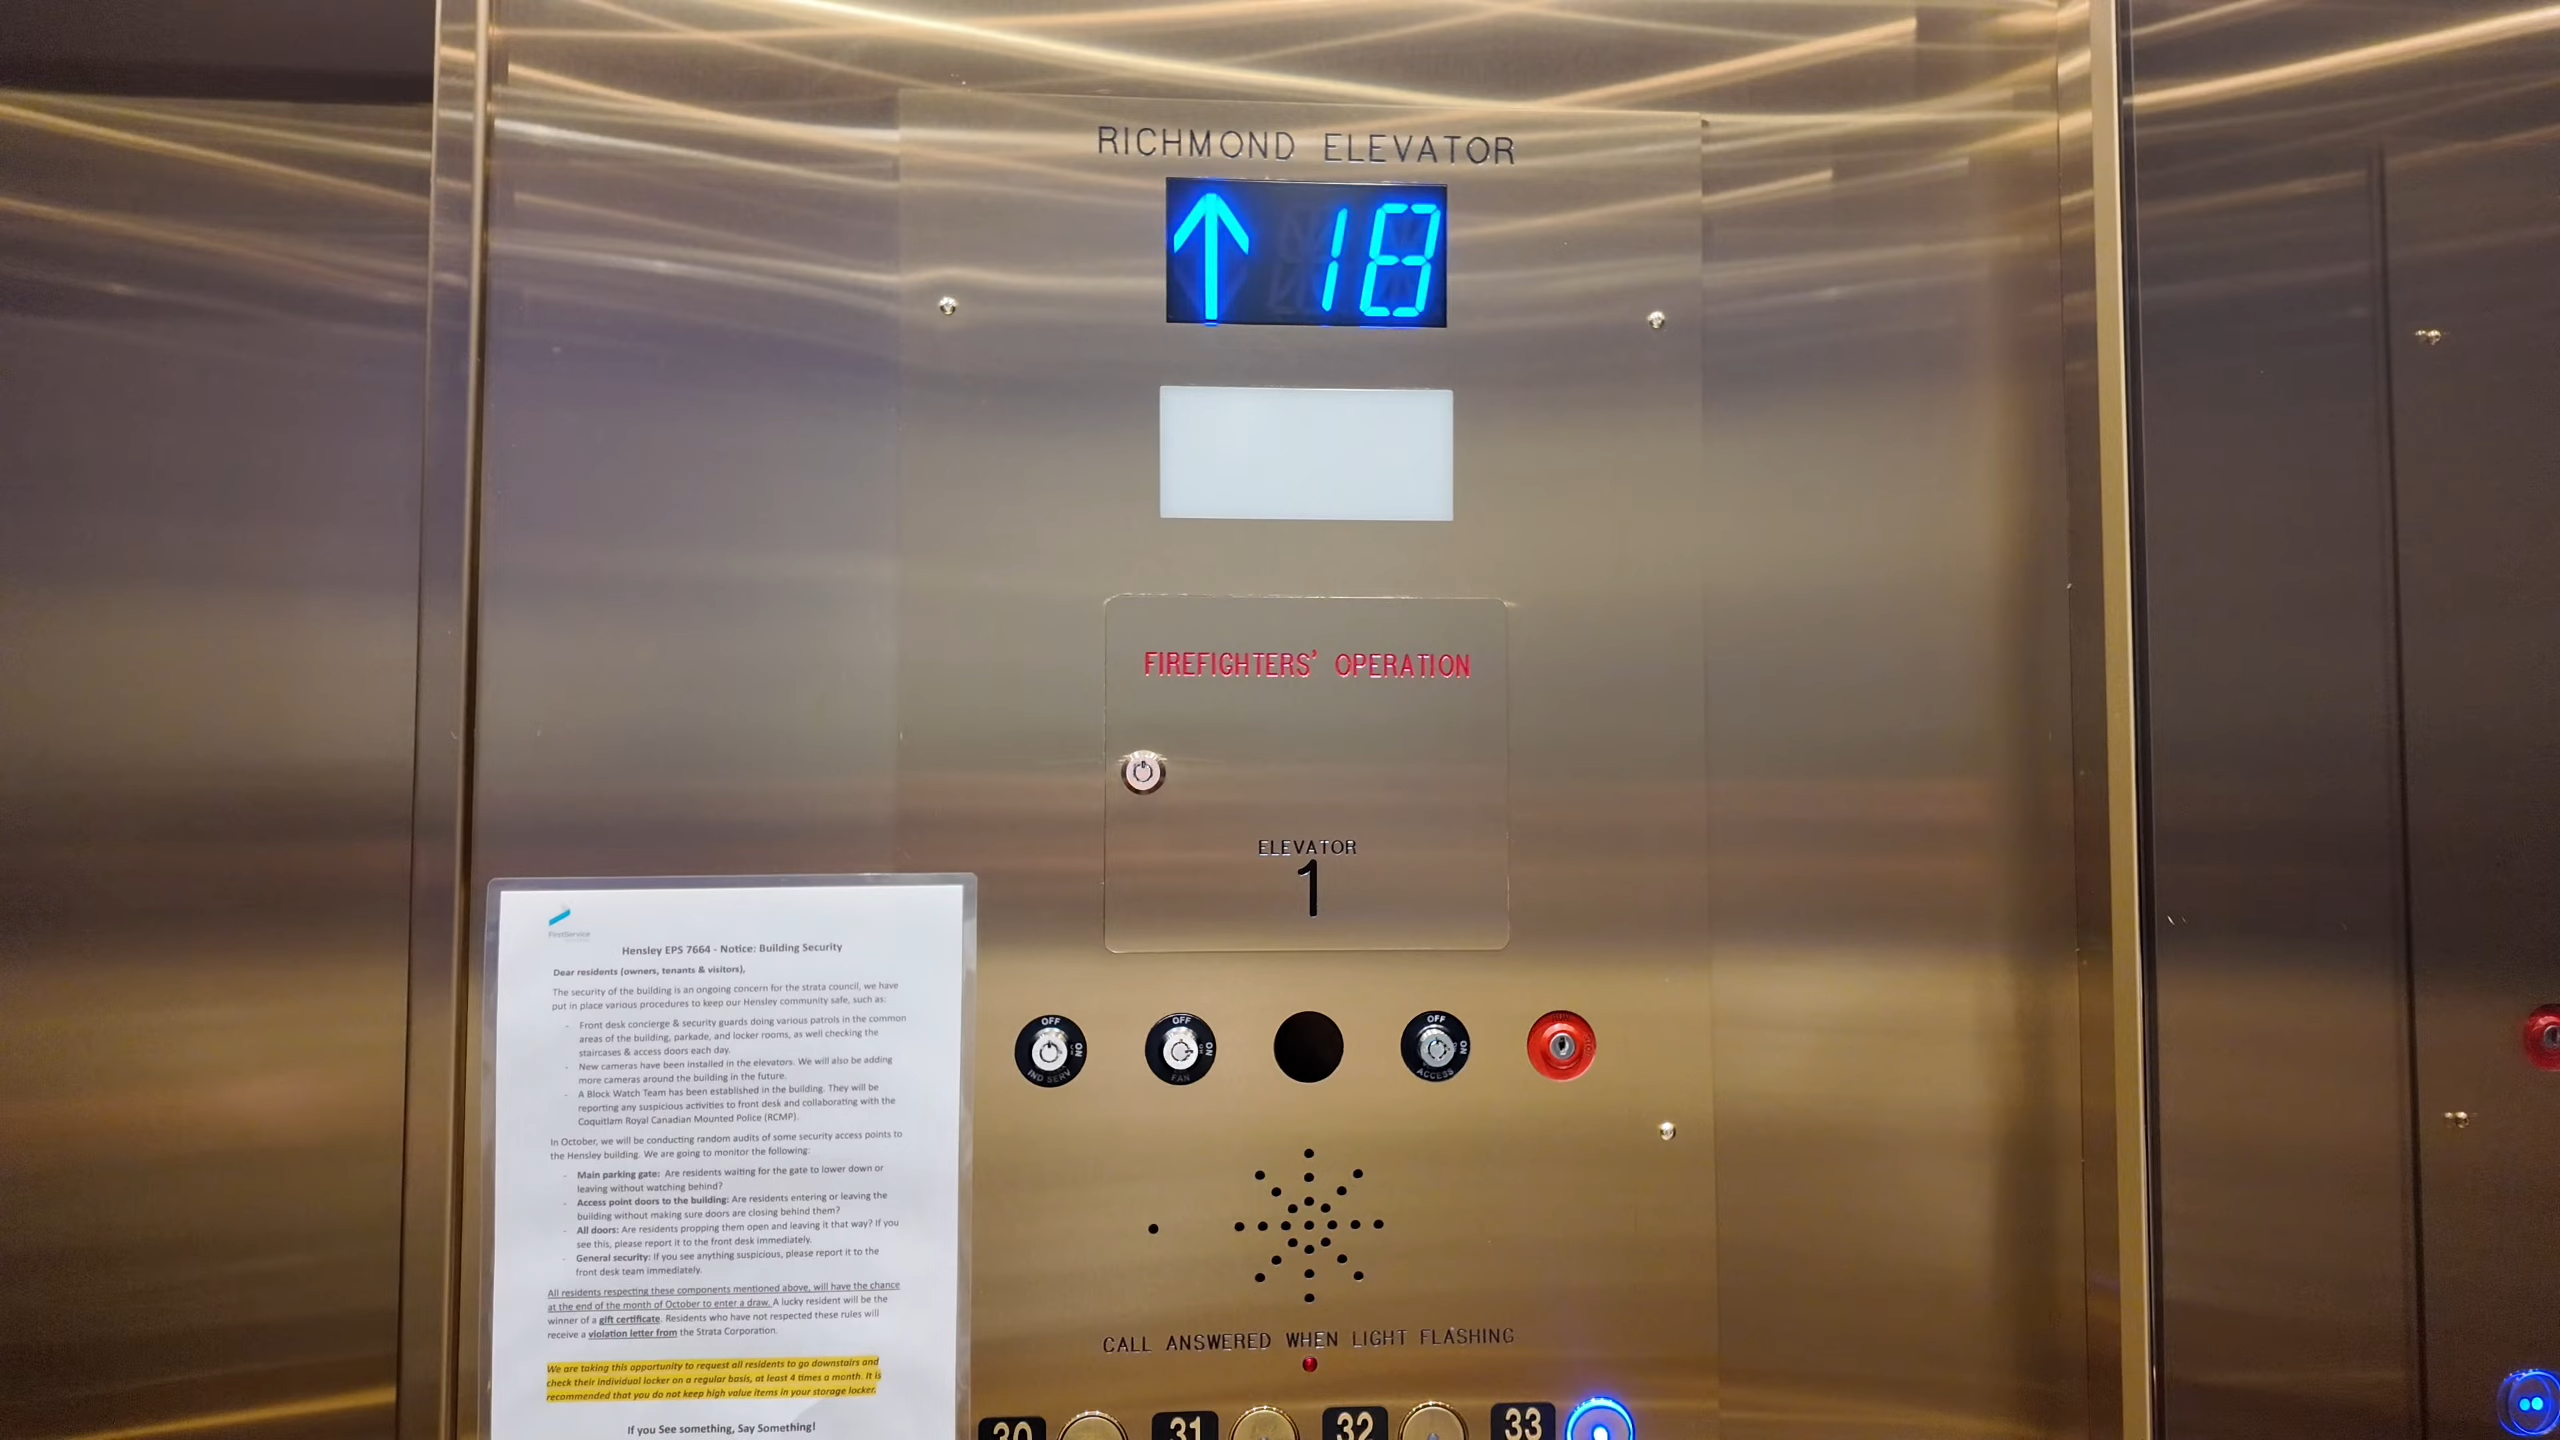 RICHMOND ELEVATOR
18
FIREFIGHTERS' OPERATION
ELEVATOR
1
FirstService
Hensley EPS 7664 - Notice: Building Security
Dear residents (owners, tenants & visitors),
The security of the building is an ongoing concern for the strata council, we have
put in place various procedures to keep our Hensley community safe, such as:
- Front desk concierge & security guards doing various patrols in the common
areas of the building, parkade, and locker rooms, as well checking the
staircases & access doors each day.
- New cameras have been installed in the elevators. We will also be adding
more cameras around the building in the future.
- A Block Watch Team has been established in the building. They will be
reporting any suspicious activities to front desk and collaborating with the
Coquitlam Royal Canadian Mounted Police (RCMP).
In October, we will be conducting random audits of some security access points to
the Hensley building. We are going to monitor the following:
- Main parking gate: Are residents waiting for the gate to lower down or
leaving without watching behind?
- Access point doors to the building: Are residents entering or leaving the
building without making sure doors are closing behind them?
- All doors: Are residents propping them open and leaving it that way? If you
see this, please report it to the front desk immediately.
- General security: If you see anything suspicious, please report it to the
front desk team immediately.
All residents respecting these components mentioned above, will have the chance
at the end of the month of October to enter a draw. A lucky resident will be the
winner of a gift certificate. Residents who have not respected these rules will
receive a violation letter from the Strata Corporation.
We are taking this opportunity to request all residents to go downstairs and
check their individual locker on a regular basis, at least 4 times a month. It is
recommended that you do not keep high value items in your storage locker.
If you See something, Say Something!
OFF ON IND SERV
OFF ON FAN
OFF ON ACCESS
CALL ANSWERED WHEN LIGHT FLASHING
30 31 32 33